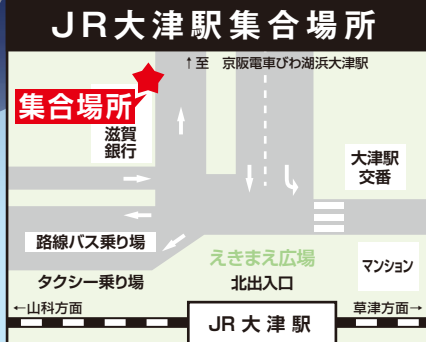 JR大津駅集合場所
↑至 京阪電車びわ湖浜大津駅
集合場所
滋賀
銀行
大津駅
交番
路線バス乗り場
えきまえ広場
マンション
タクシー乗り場
北出入口
←山科方面
草津方面→
JR大津駅